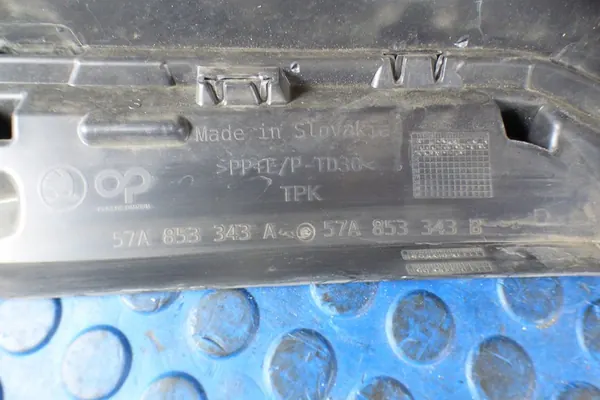 Made in Slovakia
>PP+E/P-TD30<
op
TPK
57A 853 343 A 57A 853 343 B